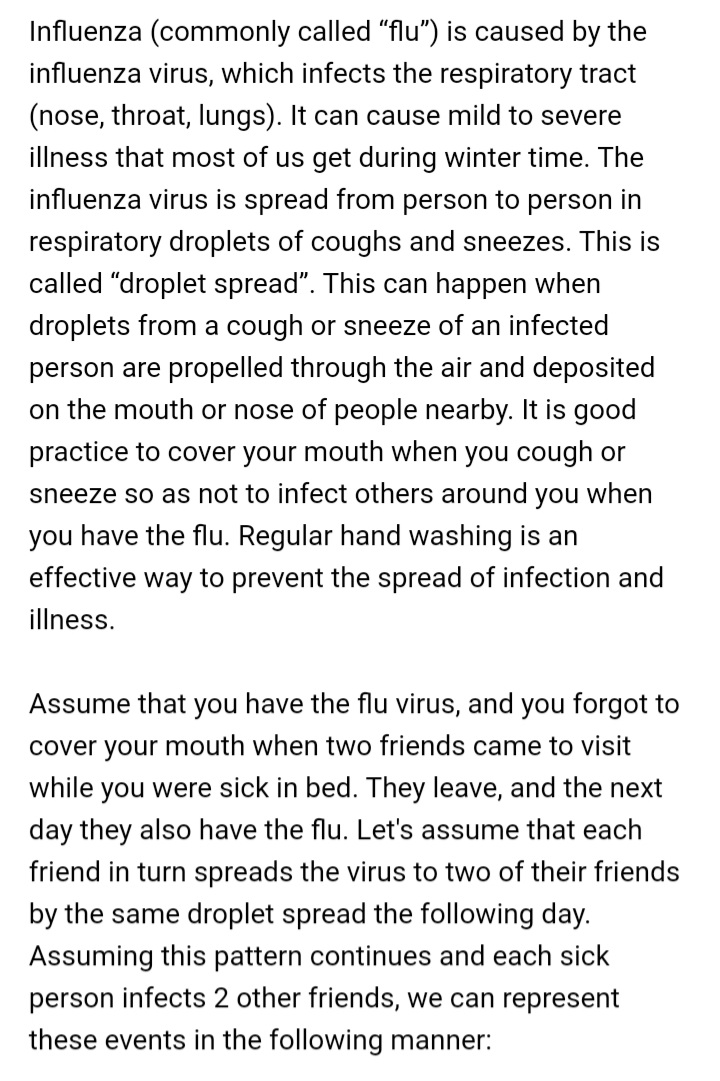 Influenza (commonly called “flu”) is caused by the
influenza virus, which infects the respiratory tract
(nose, throat, lungs). It can cause mild to severe
illness that most of us get during winter time. The
influenza virus is spread from person to person in
respiratory droplets of coughs and sneezes. This is
called “droplet spread”. This can happen when
droplets from a cough or sneeze of an infected
person are propelled through the air and deposited
on the mouth or nose of people nearby. It is good
practice to cover your mouth when you cough or
sneeze so as not to infect others around you when
you have the flu. Regular hand washing is an
effective way to prevent the spread of infection and
illness.
Assume that you have the flu virus, and you forgot to
cover your mouth when two friends came to visit
while you were sick in bed. They leave, and the next
day they also have the flu. Let's assume that each
friend in turn spreads the virus to two of their friends
by the same droplet spread the following day.
Assuming this pattern continues and each sick
person infects 2 other friends, we can represent
these events in the following manner: